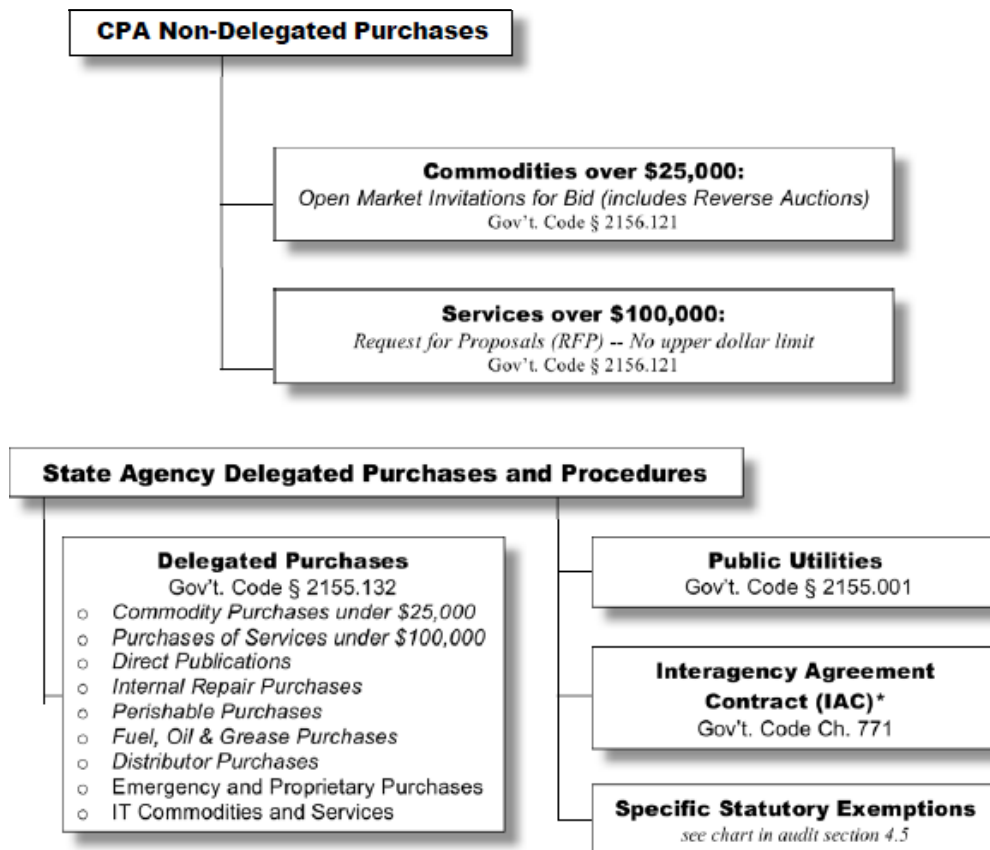 CPA Non-Delegated Purchases
Commodities over $25,000:
Open Market Invitations for Bid (includes Reverse Auctions)
Gov't. Code § 2156.121
Services over $100,000:
Request for Proposals (RFP) -- No upper dollar limit
Gov't. Code § 2156.121
State Agency Delegated Purchases and Procedures
Delegated Purchases
Gov't. Code § 2155.132
o Commodity Purchases under $25,000
o Purchases of Services under $100,000
o Direct Publications
o Internal Repair Purchases
o Perishable Purchases
o Fuel, Oil & Grease Purchases
o Distributor Purchases
o Emergency and Proprietary Purchases
o IT Commodities and Services
Public Utilities
Gov't. Code § 2155.001
Interagency Agreement
Contract (IAC)*
Gov't. Code Ch. 771
Specific Statutory Exemptions
see chart in audit section 4.5